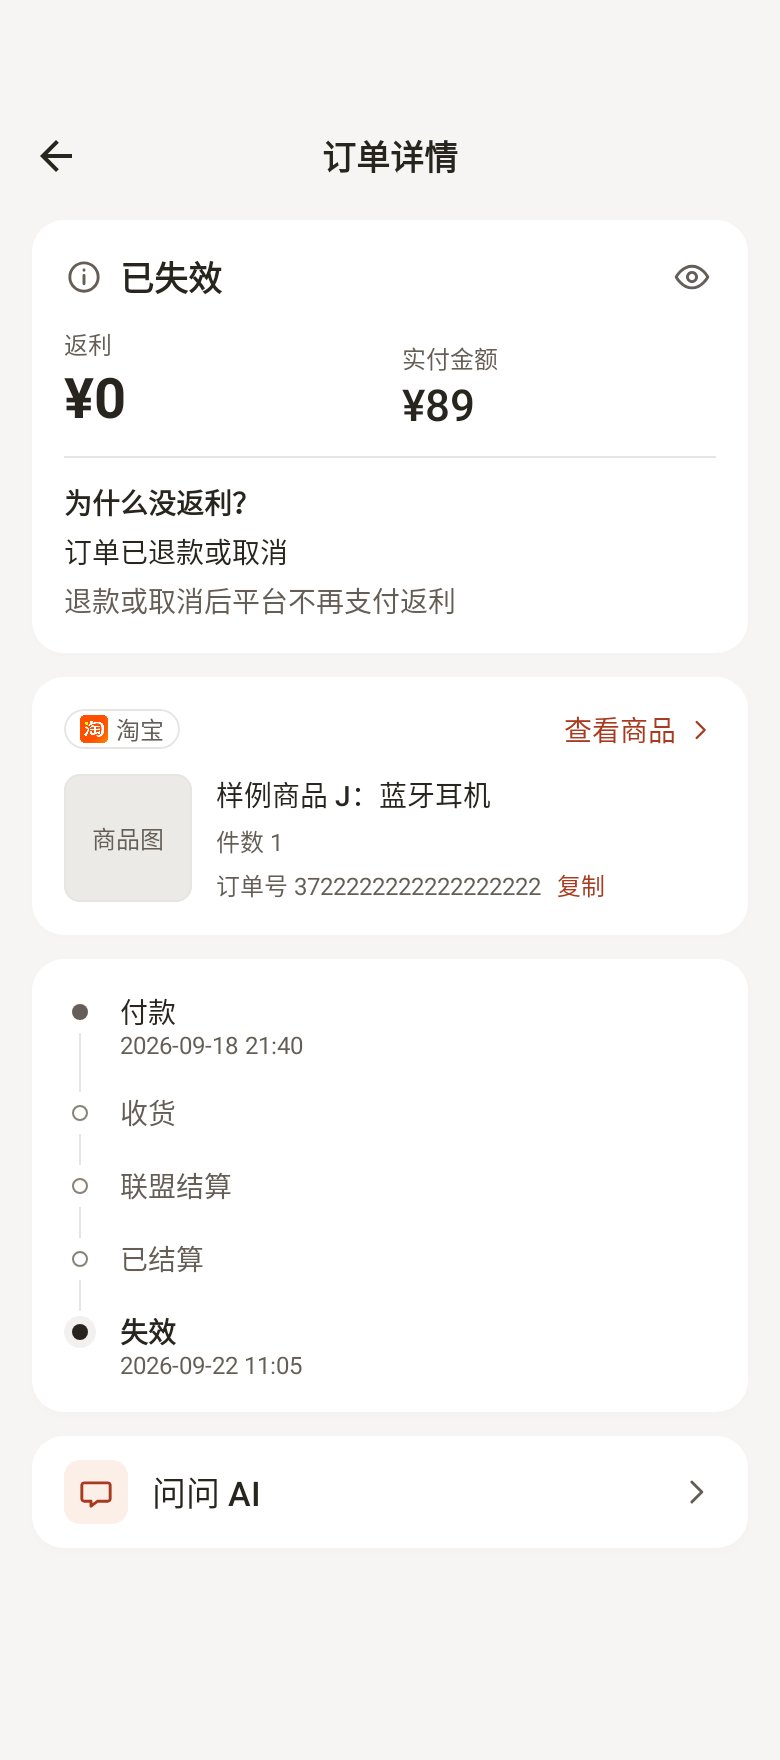 订单详情
已失效
返利
¥0
实付金额
¥89
为什么没返利?
订单已退款或取消
退款或取消后平台不再支付返利
淘 淘宝
查看商品
商品图
样例商品 J：蓝牙耳机
件数 1
订单号 3722222222222222222 复制
付款
2026-09-18 21:40
收货
联盟结算
已结算
失效
2026-09-22 11:05
问问 AI